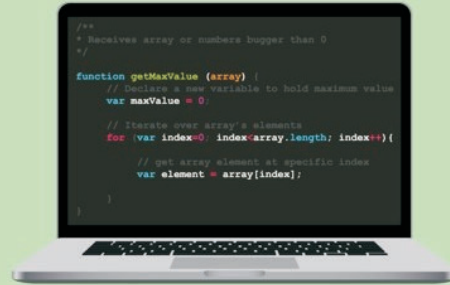 /**
* Receives array or numbers bugger than 0
*/
function getMaxValue (array) {
// Declare a new variable to hold maximum value
var maxValue = 0;
// Iterate over array's elements
for (var index=0; index<array.length; index++){
// get array element at specific index
var element = array[index];
}
}